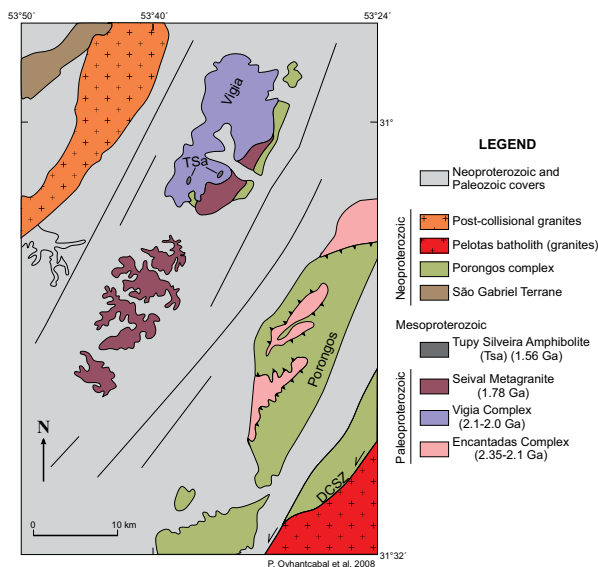 53°50´ 53°40´ 53°24´
Vigia
31°
TSa
Porongos
N
DCSZ
0 10 km
31°32´
P. Oyhantcabal et al. 2008
LEGEND
Neoproterozoic and
Paleozoic covers
Neoproterozoic
Post-collisional granites
Pelotas batholith (granites)
Porongos complex
São Gabriel Terrane
Mesoproterozoic
Tupy Silveira Amphibolite
(Tsa) (1.56 Ga)
Paleoproterozoic
Seival Metagranite
(1.78 Ga)
Vigia Complex
(2.1-2.0 Ga)
Encantadas Complex
(2.35-2.1 Ga)